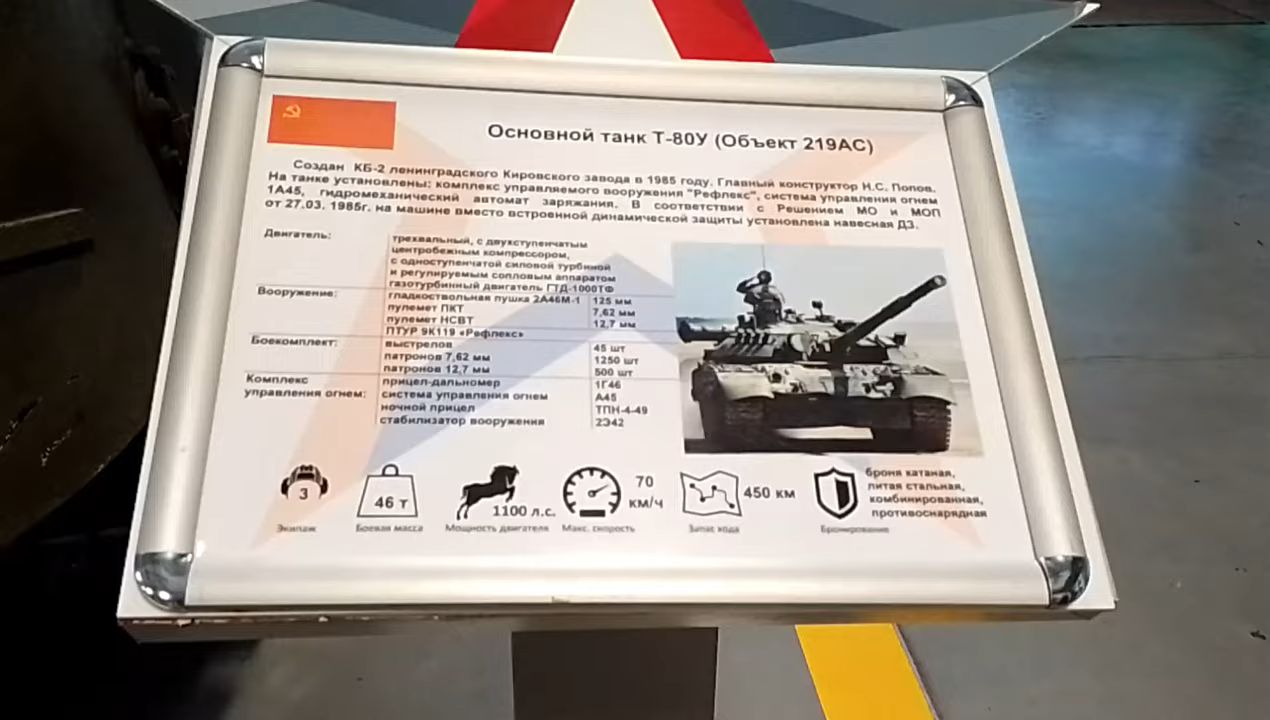 Основной танк Т-80У (Объект 219АС)
Создан КБ-2 ленинградского Кировского завода в 1985 году. Главный конструктор Н.С. Попов.
На танке установлены: комплекс управляемого вооружения "Рефлекс", система управления огнем
1А45, гидромеханический автомат заряжания. В соответствии с Решением МО и МОП
от 27.03. 1985г. на машине вместо встроенной динамической защиты установлена навесная ДЗ.
Двигатель: трехвальный, с двухступенчатым
центробежным компрессором,
с одноступенчатой силовой турбиной
и регулируемым сопловым аппаратом
газотурбинный двигатель ГТД-1000ТФ
Вооружение: гладкоствольная пушка 2А46М-1 125 мм
пулемет ПКТ 7,62 мм
пулемет НСВТ 12,7 мм
ПТУР 9К119 «Рефлекс»
Боекомплект: выстрелов 45 шт
патронов 7,62 мм 1250 шт
патронов 12,7 мм 500 шт
Комплекс прицел-дальномер 1Г46
управления огнем: система управления огнем А45
ночной прицел ТПН-4-49
стабилизатор вооружения 2Э42
3
46 т
1100 л.с.
70
км/ч
450 км
броня катаная,
литая стальная,
комбинированная,
противоснарядная
Экипаж
Боевая масса
Мощность двигателя
Макс. скорость
Запас хода
Бронирование